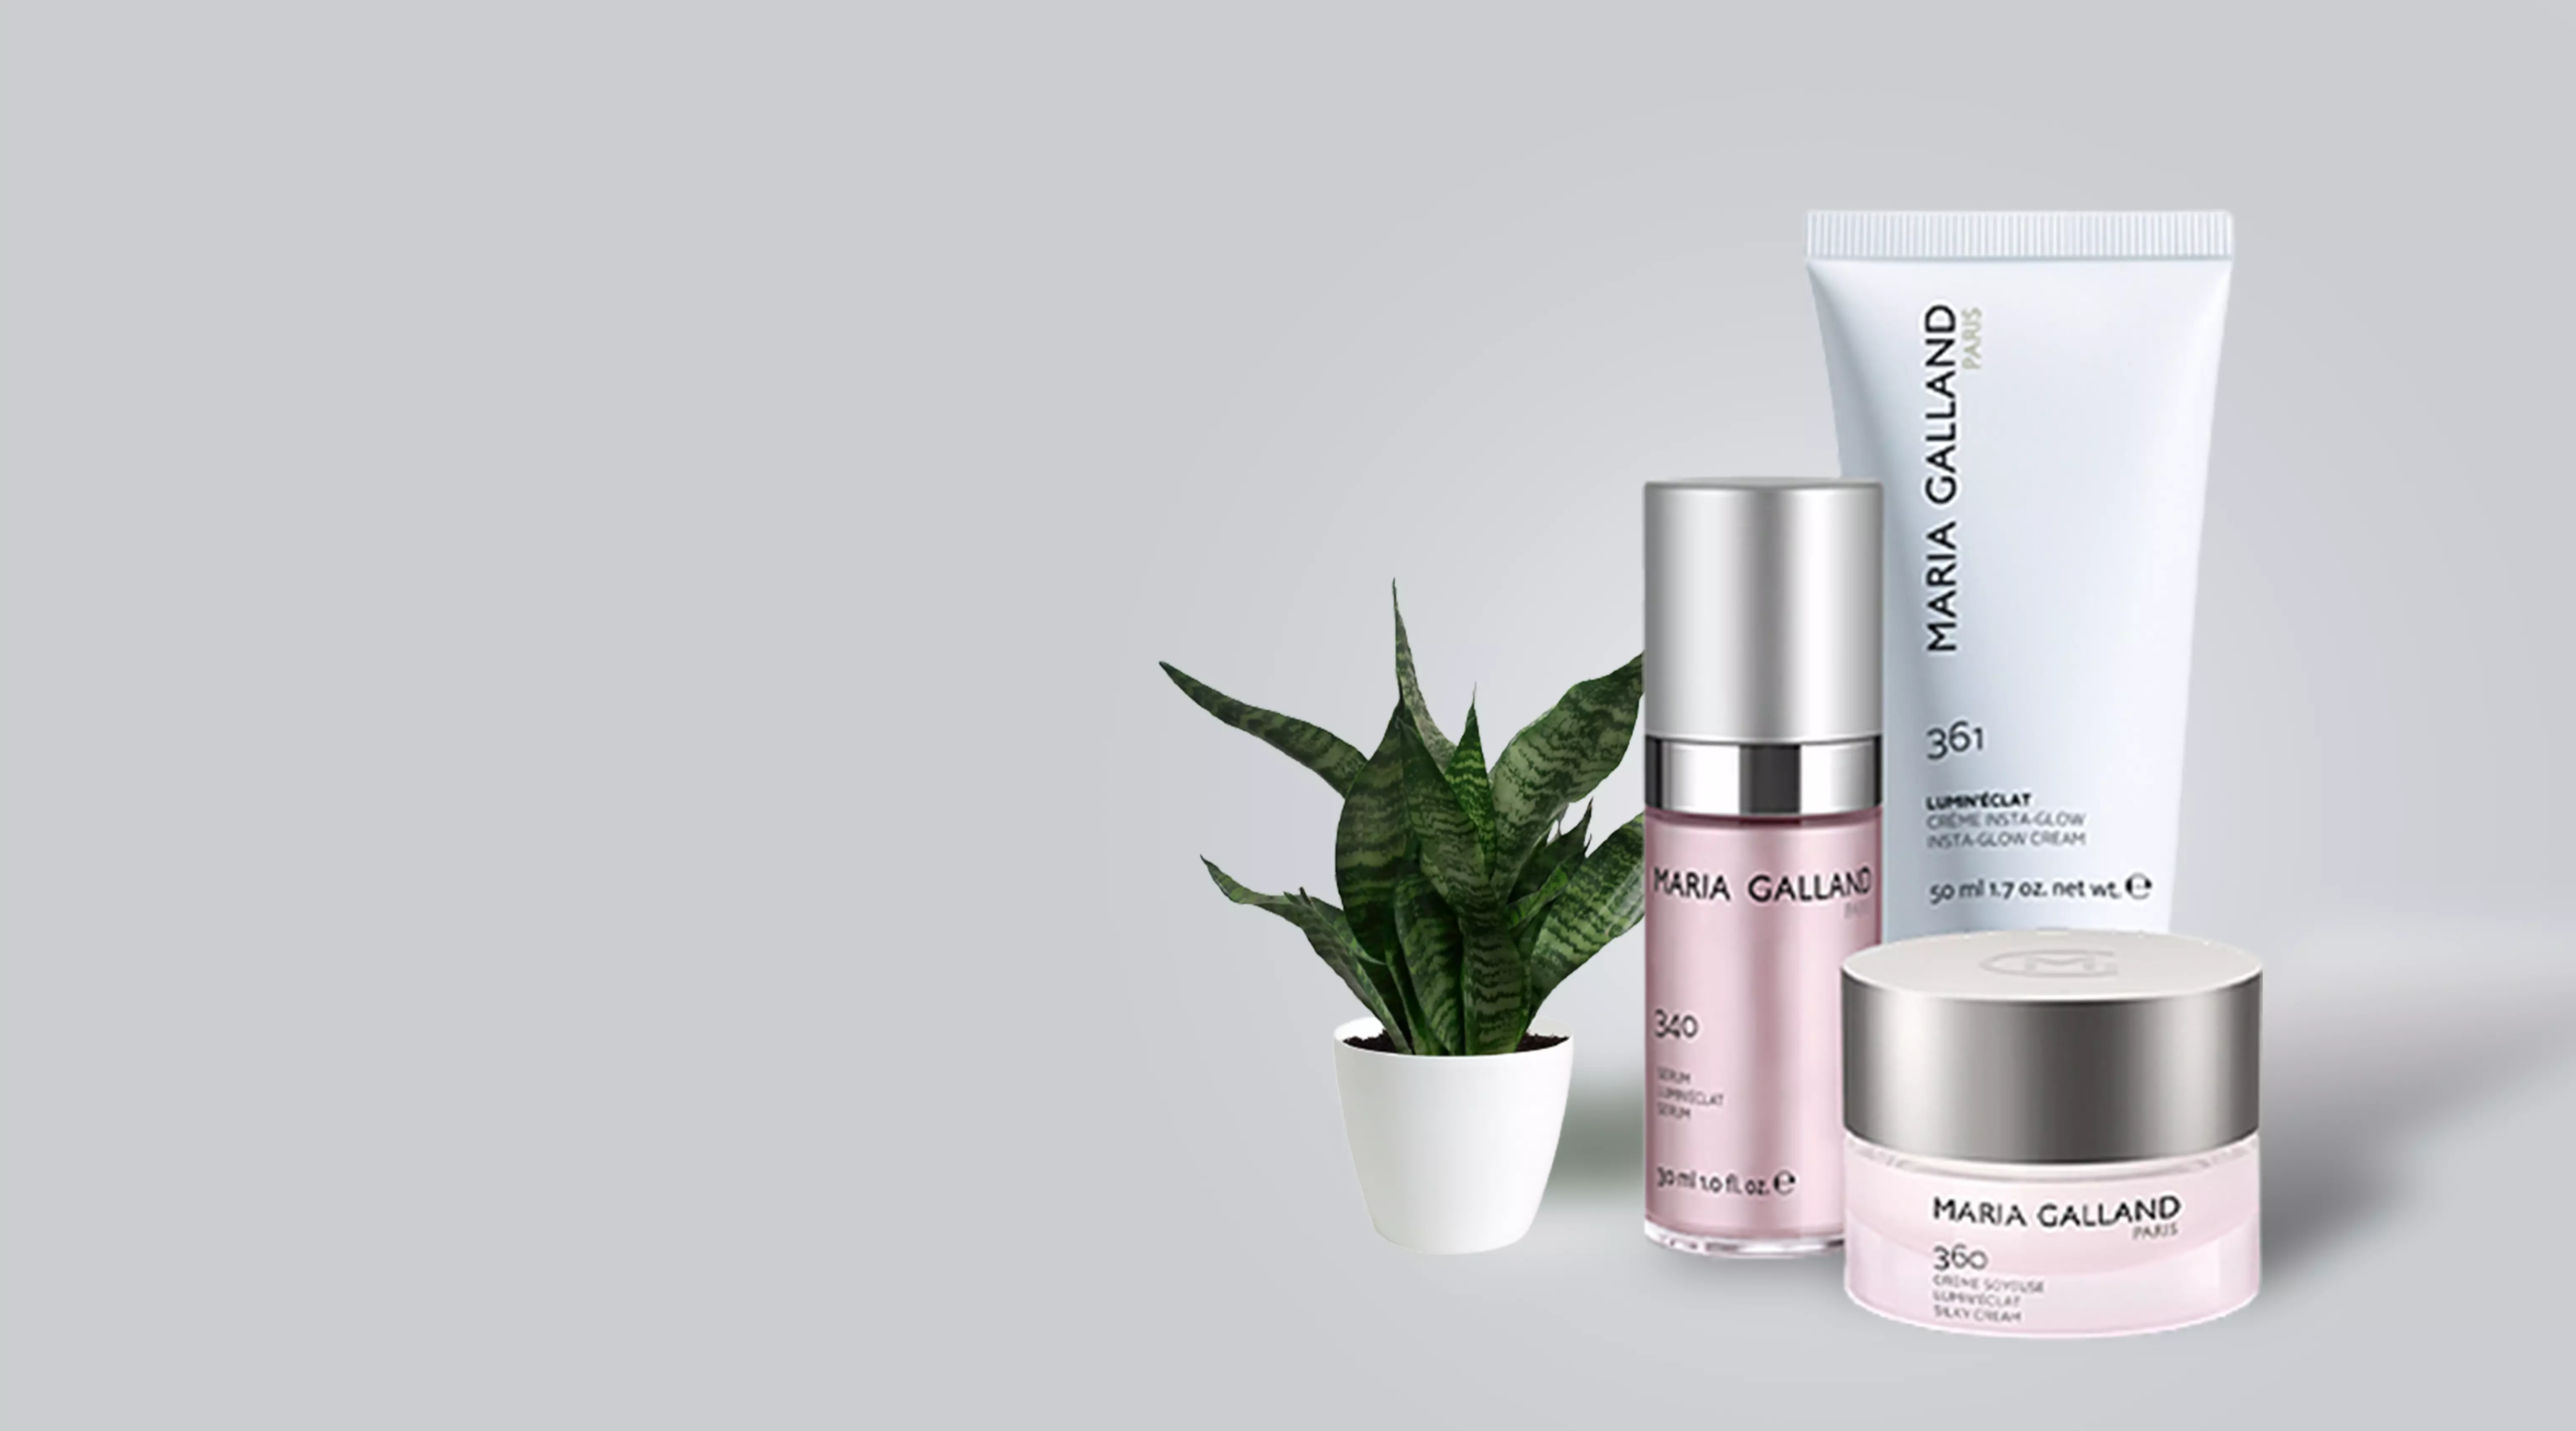 MARIA GALLAND
PARIS
361
LUMIN'ÉCLAT
CRÈME INSTA-GLOW
INSTA-GLOW CREAM
50 ml 1.7 oz. net wt. ℮
MARIA GALLAND
PARIS
340
SÉRUM
LUMIN'ÉCLAT
SERUM
30 ml 1.0 fl. oz. ℮
MARIA GALLAND
PARIS
360
CRÈME SOYEUSE
LUMIN'ÉCLAT
SILKY CREAM